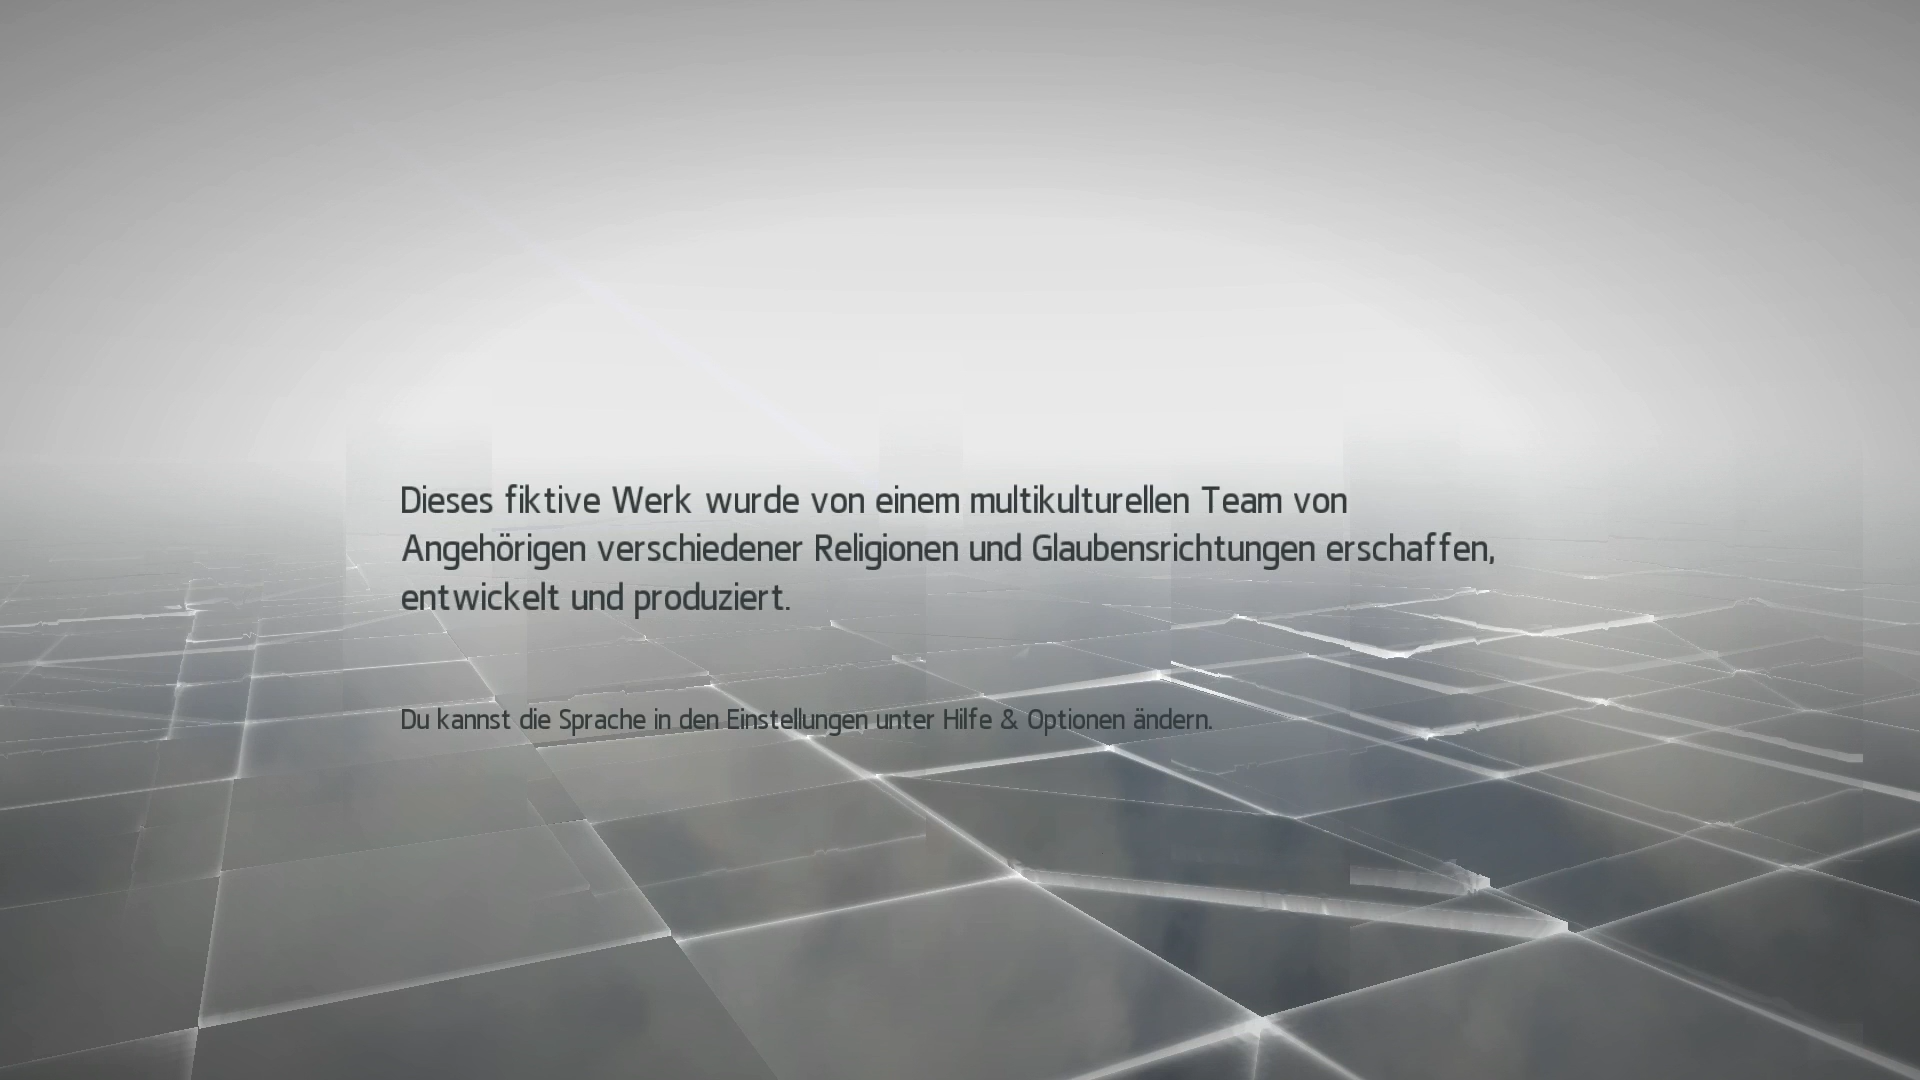 Dieses fiktive Werk wurde von einem multikulturellen Team von
Angehörigen verschiedener Religionen und Glaubensrichtungen erschaffen,
entwickelt und produziert.
Du kannst die Sprache in den Einstellungen unter Hilfe & Optionen ändern.